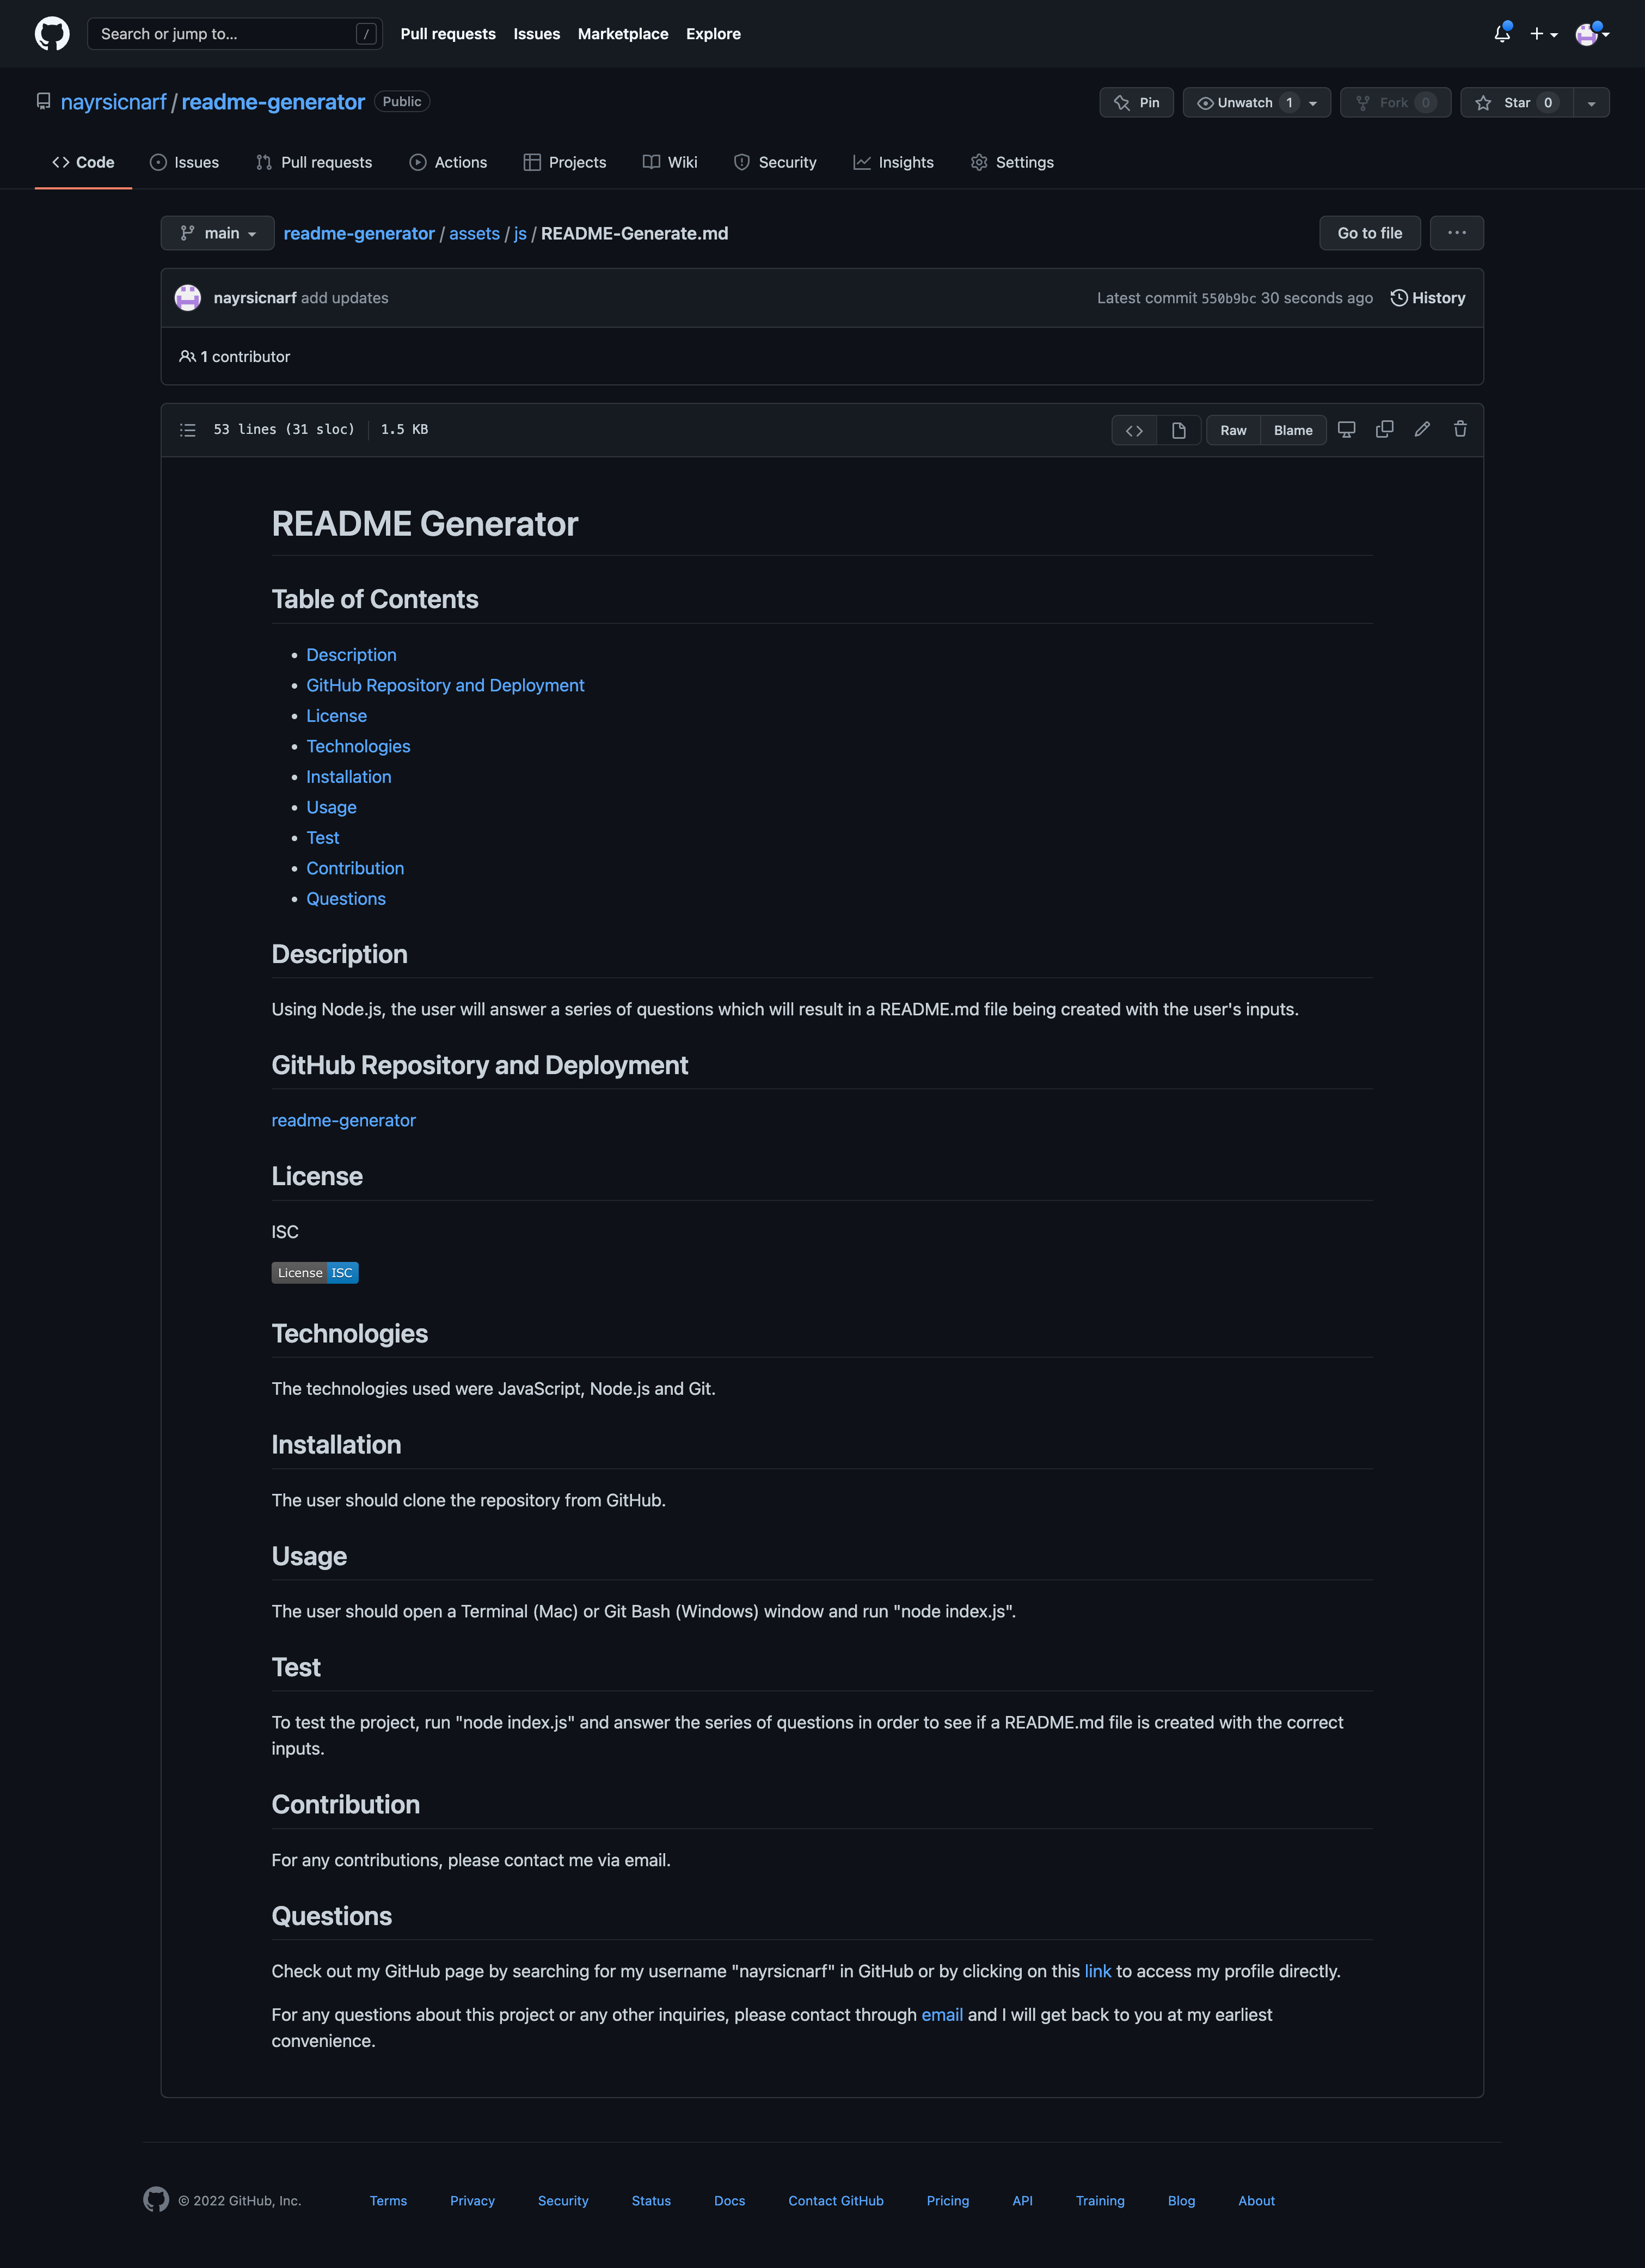 Search or jump to... / Pull requests Issues Marketplace Explore
nayrsicnarf / readme-generator Public Pin Unwatch 1 Fork 0 Star 0
Code Issues Pull requests Actions Projects Wiki Security Insights Settings
main readme-generator / assets / js / README-Generate.md Go to file ...
nayrsicnarf add updates Latest commit 550b9bc 30 seconds ago History
1 contributor
53 lines (31 sloc) 1.5 KB <> Raw Blame
README Generator
Table of Contents
• Description
• GitHub Repository and Deployment
• License
• Technologies
• Installation
• Usage
• Test
• Contribution
• Questions
Description
Using Node.js, the user will answer a series of questions which will result in a README.md file being created with the user's inputs.
GitHub Repository and Deployment
readme-generator
License
ISC
License ISC
Technologies
The technologies used were JavaScript, Node.js and Git.
Installation
The user should clone the repository from GitHub.
Usage
The user should open a Terminal (Mac) or Git Bash (Windows) window and run "node index.js".
Test
To test the project, run "node index.js" and answer the series of questions in order to see if a README.md file is created with the correct
inputs.
Contribution
For any contributions, please contact me via email.
Questions
Check out my GitHub page by searching for my username "nayrsicnarf" in GitHub or by clicking on this link to access my profile directly.
For any questions about this project or any other inquiries, please contact through email and I will get back to you at my earliest
convenience.
© 2022 GitHub, Inc. Terms Privacy Security Status Docs Contact GitHub Pricing API Training Blog About